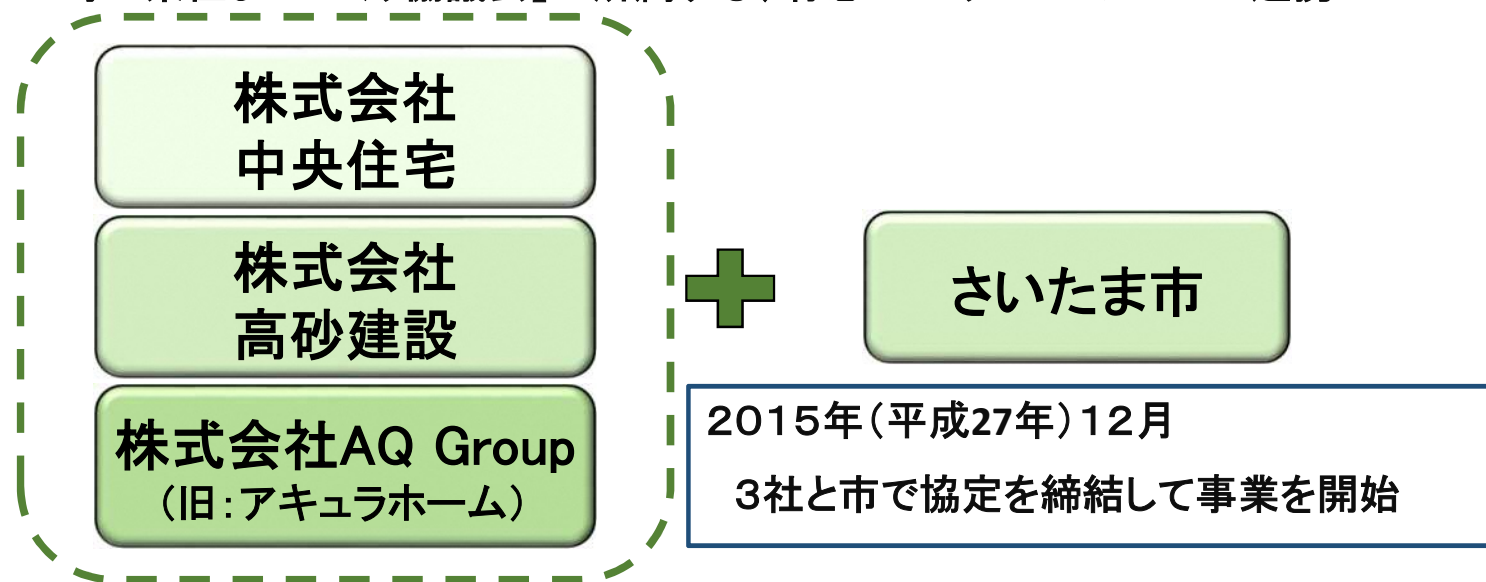 株式会社
中央住宅
株式会社
高砂建設
株式会社AQ Group
（旧：アキュラホーム）
さいたま市
２０１５年（平成27年）１２月
３社と市で協定を締結して事業を開始